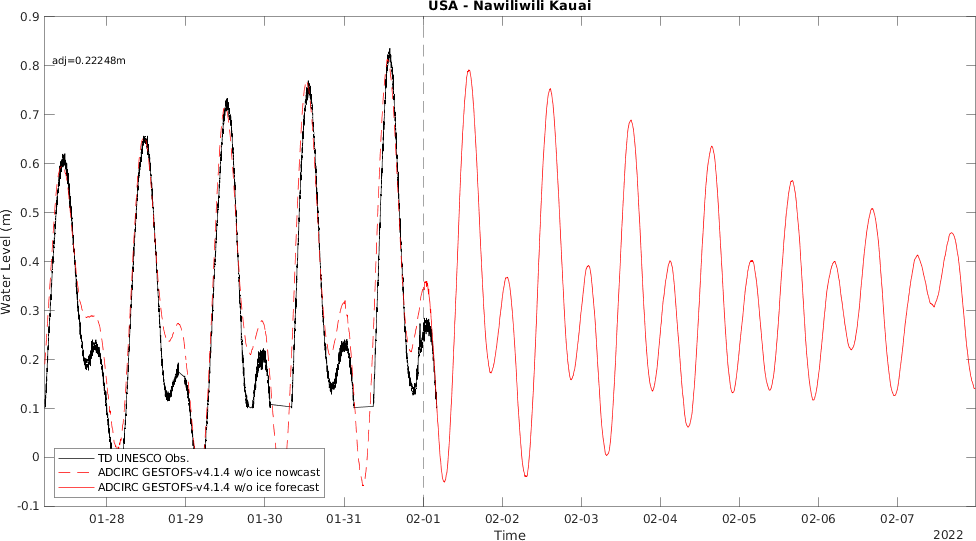 USA - Nawiliwili Kauai
adj=0.22248m
0.9
0.8
0.7
0.6
0.5
0.4
0.3
0.2
0.1
0
-0.1
Water Level (m)
TD UNESCO Obs.
ADCIRC GESTOFS-v4.1.4 w/o ice nowcast
ADCIRC GESTOFS-v4.1.4 w/o ice forecast
01-28 01-29 01-30 01-31 02-01 02-02 02-03 02-04 02-05 02-06 02-07
Time
2022